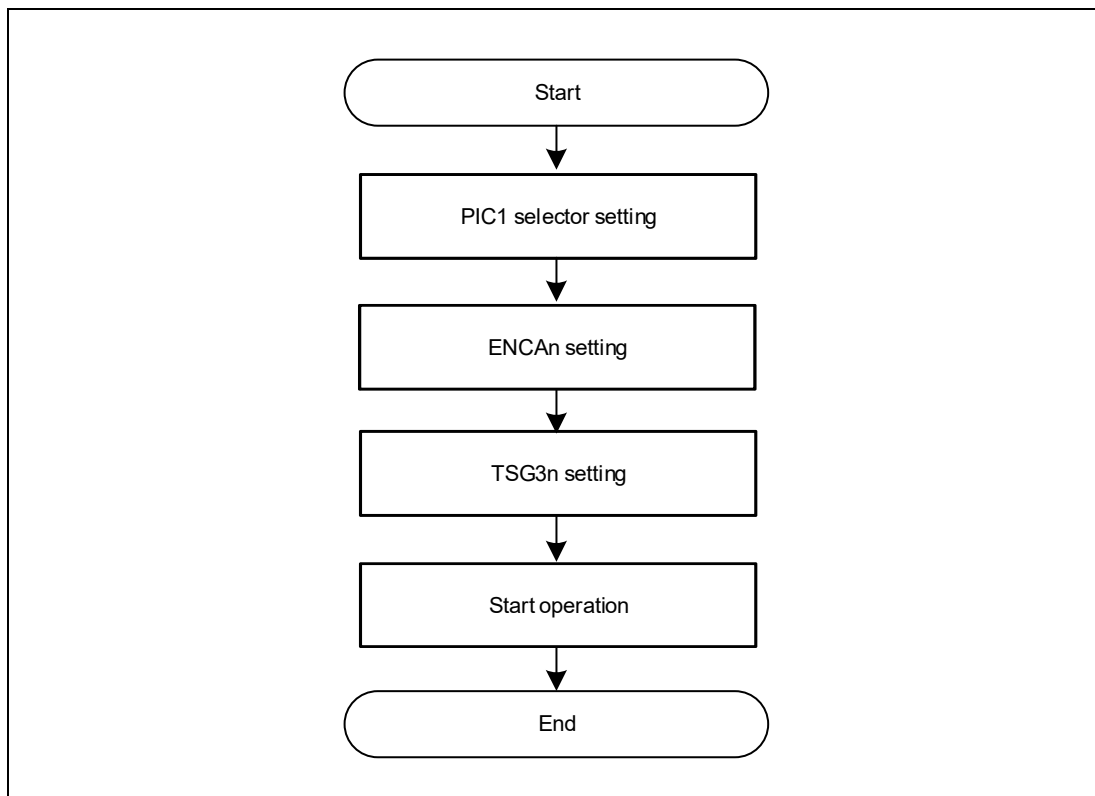 Start
PIC1 selector setting
ENCAn setting
TSG3n setting
Start operation
End